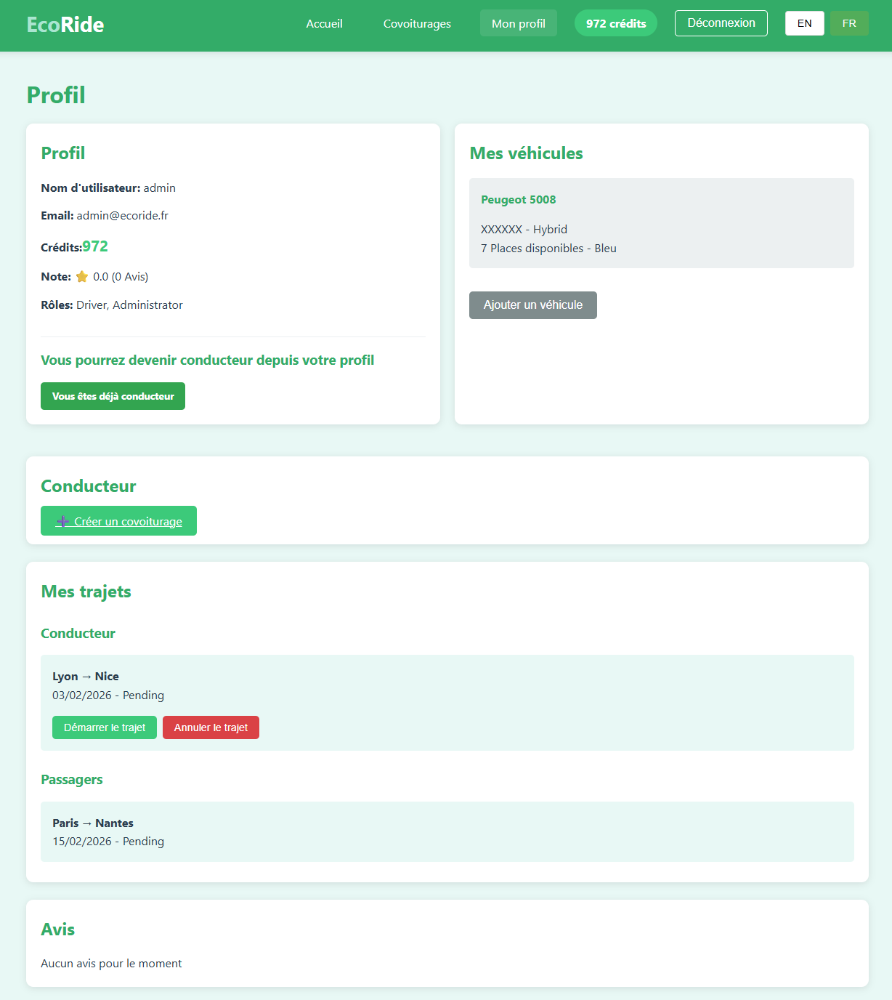 EcoRide
Accueil
Covoiturages
Mon profil
972 crédits
Déconnexion
EN
FR
Profil
Profil
Nom d'utilisateur: admin
Email: admin@ecoride.fr
Crédits:972
Note: ⭐ 0.0 (0 Avis)
Rôles: Driver, Administrator
Vous pourrez devenir conducteur depuis votre profil
Vous êtes déjà conducteur
Mes véhicules
Peugeot 5008
XXXXXX - Hybrid
7 Places disponibles - Bleu
Ajouter un véhicule
Conducteur
➕ Créer un covoiturage
Mes trajets
Conducteur
Lyon → Nice
03/02/2026 - Pending
Démarrer le trajet
Annuler le trajet
Passagers
Paris → Nantes
15/02/2026 - Pending
Avis
Aucun avis pour le moment